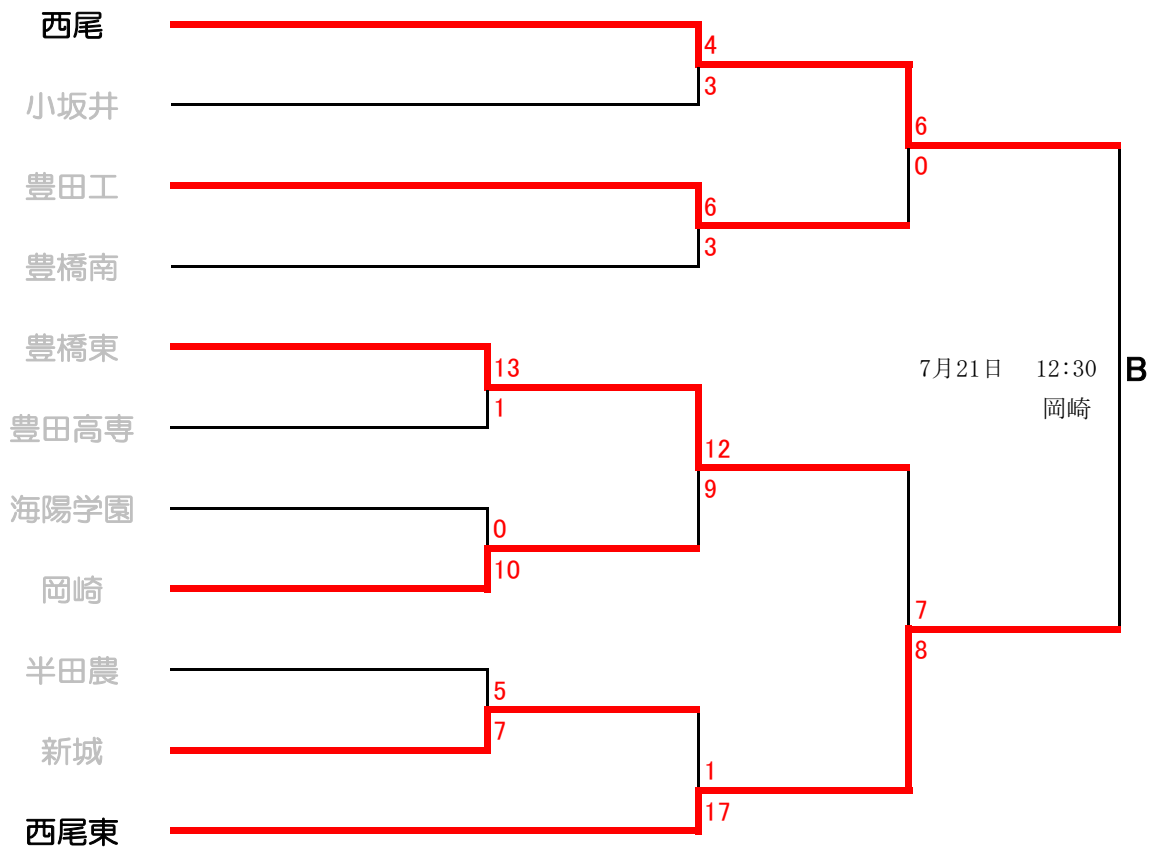 西尾
4
3
小坂井
6
0
豊田工
6
3
豊橋南
豊橋東
13
1
7月21日 12:30
B
岡崎
豊田高専
12
9
海陽学園
0
10
岡崎
7
8
半田農
5
7
新城
1
17
西尾東